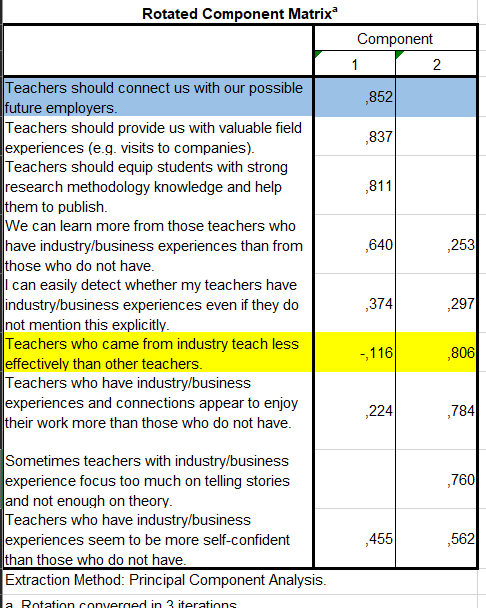 Rotated Component Matrixᵃ
Component
1 2
Teachers should connect us with our possible
future employers. ,852
Teachers should provide us with valuable field
experiences (e.g. visits to companies). ,837
Teachers should equip students with strong
research methodology knowledge and help
them to publish. ,811
We can learn more from those teachers who
have industry/business experiences than from
those who do not have. ,640 ,253
I can easily detect whether my teachers have
industry/business experiences even if they do
not mention this explicitly. ,374 ,297
Teachers who came from industry teach less
effectively than other teachers. -,116 ,806
Teachers who have industry/business
experiences and connections appear to enjoy
their work more than those who do not have. ,224 ,784
Sometimes teachers with industry/business
experience focus too much on telling stories
and not enough on theory. ,760
Teachers who have industry/business
experiences seem to be more self-confident
than those who do not have. ,455 ,562
Extraction Method: Principal Component Analysis.
a. Rotation converged in 3 iterations.